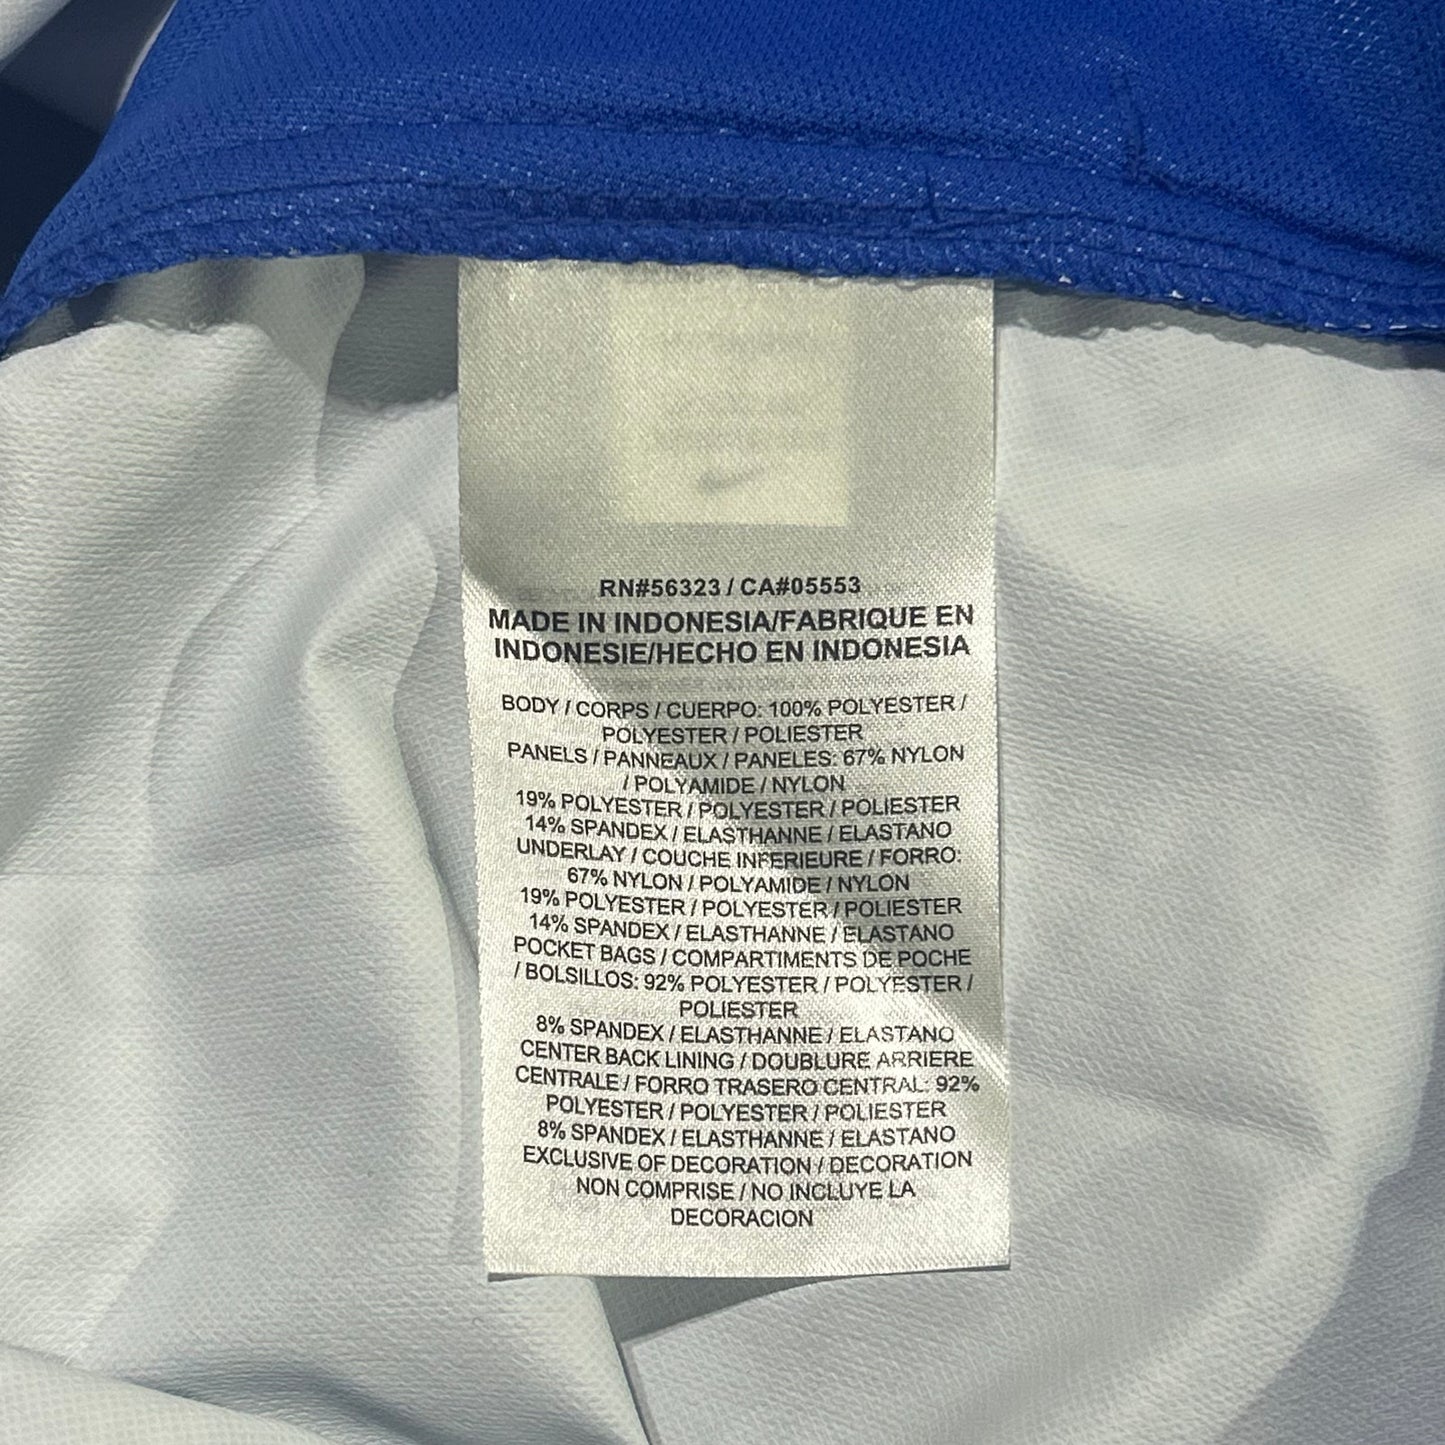 RN#56323 / CA#05553
MADE IN INDONESIA/FABRIQUE EN
INDONESIE/HECHO EN INDONESIA
BODY / CORPS / CUERPO: 100% POLYESTER /
POLYESTER / POLIESTER
PANELS / PANNEAUX / PANELES: 67% NYLON
/ POLYAMIDE / NYLON
19% POLYESTER / POLYESTER / POLIESTER
14% SPANDEX / ELASTHANNE / ELASTANO
UNDERLAY / COUCHE INFERIEURE / FORRO:
67% NYLON / POLYAMIDE / NYLON
19% POLYESTER / POLYESTER / POLIESTER
14% SPANDEX / ELASTHANNE / ELASTANO
POCKET BAGS / COMPARTIMENTS DE POCHE
/ BOLSILLOS: 92% POLYESTER / POLYESTER /
POLIESTER
8% SPANDEX / ELASTHANNE / ELASTANO
CENTER BACK LINING / DOUBLURE ARRIERE
CENTRALE / FORRO TRASERO CENTRAL: 92%
POLYESTER / POLYESTER / POLIESTER
8% SPANDEX / ELASTHANNE / ELASTANO
EXCLUSIVE OF DECORATION / DECORATION
NON COMPRISE / NO INCLUYE LA
DECORACION